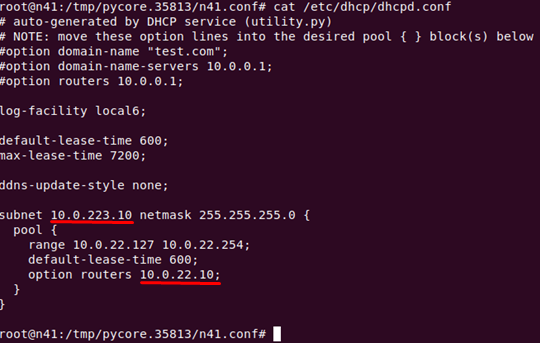 root@n41:/tmp/pycore.35813/n41.conf# cat /etc/dhcp/dhcpd.conf
# auto-generated by DHCP service (utility.py)
# NOTE: move these option lines into the desired pool { } block(s) below
#option domain-name "test.com";
#option domain-name-servers 10.0.0.1;
#option routers 10.0.0.1;
log-facility local6;
default-lease-time 600;
max-lease-time 7200;
ddns-update-style none;
subnet 10.0.223.10 netmask 255.255.255.0 {
pool {
range 10.0.22.127 10.0.22.254;
default-lease-time 600;
option routers 10.0.22.10;
}
}
root@n41:/tmp/pycore.35813/n41.conf#